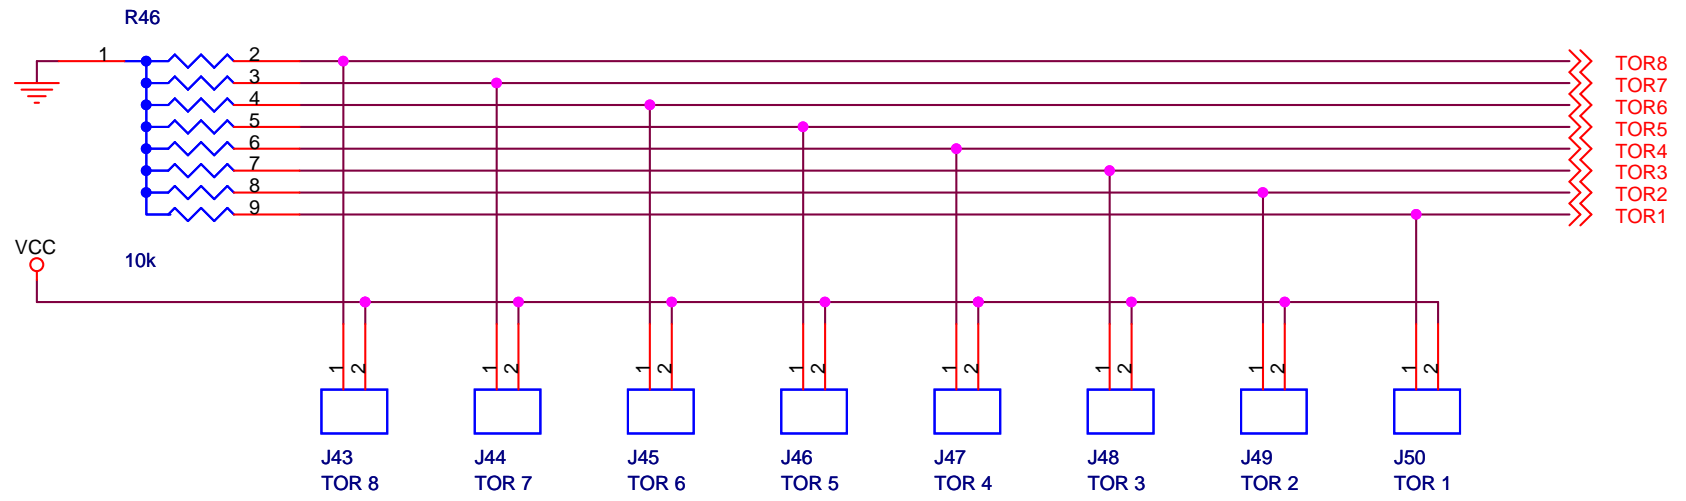 R46
1
2 TOR8
3 TOR7
4 TOR6
5 TOR5
6 TOR4
7 TOR3
8 TOR2
9 TOR1
VCC
10k
1 2 1 2 1 2 1 2 1 2 1 2 1 2 1 2
J43 J44 J45 J46 J47 J48 J49 J50
TOR 8 TOR 7 TOR 6 TOR 5 TOR 4 TOR 3 TOR 2 TOR 1